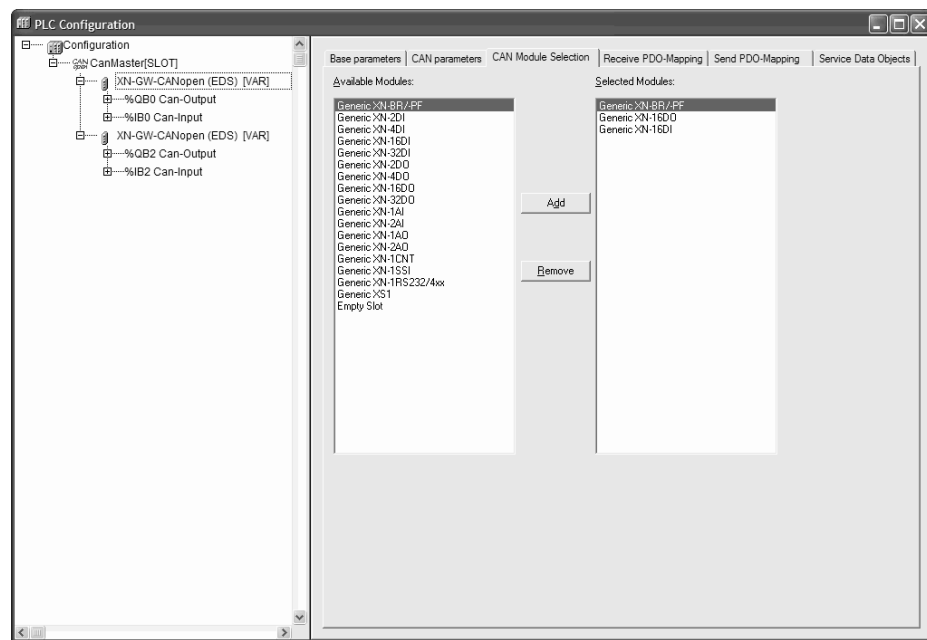 PLC Configuration
Configuration
CanMaster[SLOT]
XN-GW-CANopen (EDS) [VAR]
%QB0 Can-Output
%IB0 Can-Input
XN-GW-CANopen (EDS) [VAR]
%QB2 Can-Output
%IB2 Can-Input
Base parameters
CAN parameters
CAN Module Selection
Receive PDO-Mapping
Send PDO-Mapping
Service Data Objects
Available Modules:
Generic XN-BR/-PF
Generic XN-2DI
Generic XN-4DI
Generic XN-16DI
Generic XN-32DI
Generic XN-2DO
Generic XN-4DO
Generic XN-16DO
Generic XN-32DO
Generic XN-1AI
Generic XN-2AI
Generic XN-1AO
Generic XN-2AO
Generic XN-1CNT
Generic XN-1SSI
Generic XN-1RS232/4xx
Generic XS1
Empty Slot
Add
Remove
Selected Modules:
Generic XN-BR/-PF
Generic XN-16DO
Generic XN-16DI